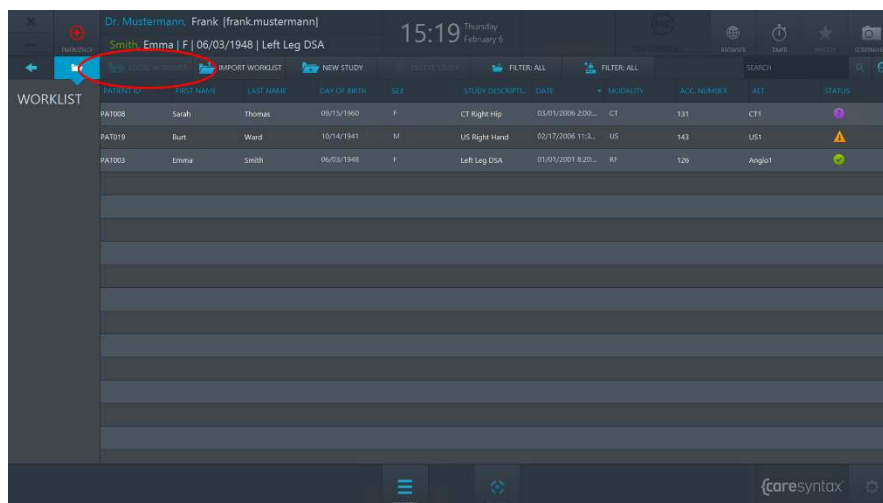 Dr. Mustermann, Frank [frank.mustermann]
Smith, Emma | F | 06/03/1948 | Left Leg DSA
15:19 Thursday
February 6
EMERGENCY
BROWSER TIMER
LOCAL WORKLIST IMPORT WORKLIST NEW STUDY DELETE STUDY FILTER: ALL FILTER: ALL SEARCH
WORKLIST
PATIENT ID FIRST NAME LAST NAME DAY OF BIRTH SEX STUDY DESCRIPTI... DATE MODALITY ACC. NUMBER AET STATUS
PAT008 Sarah Thomas 09/15/1960 F CT Right Hip 03/01/2006 2:00... CT 131 CT1
PAT019 Burt Ward 10/14/1941 M US Right Hand 02/17/2006 11:3... US 143 US1
PAT003 Emma Smith 06/03/1948 F Left Leg DSA 01/01/2001 8:20... RF 126 Angio1
{caresyntax